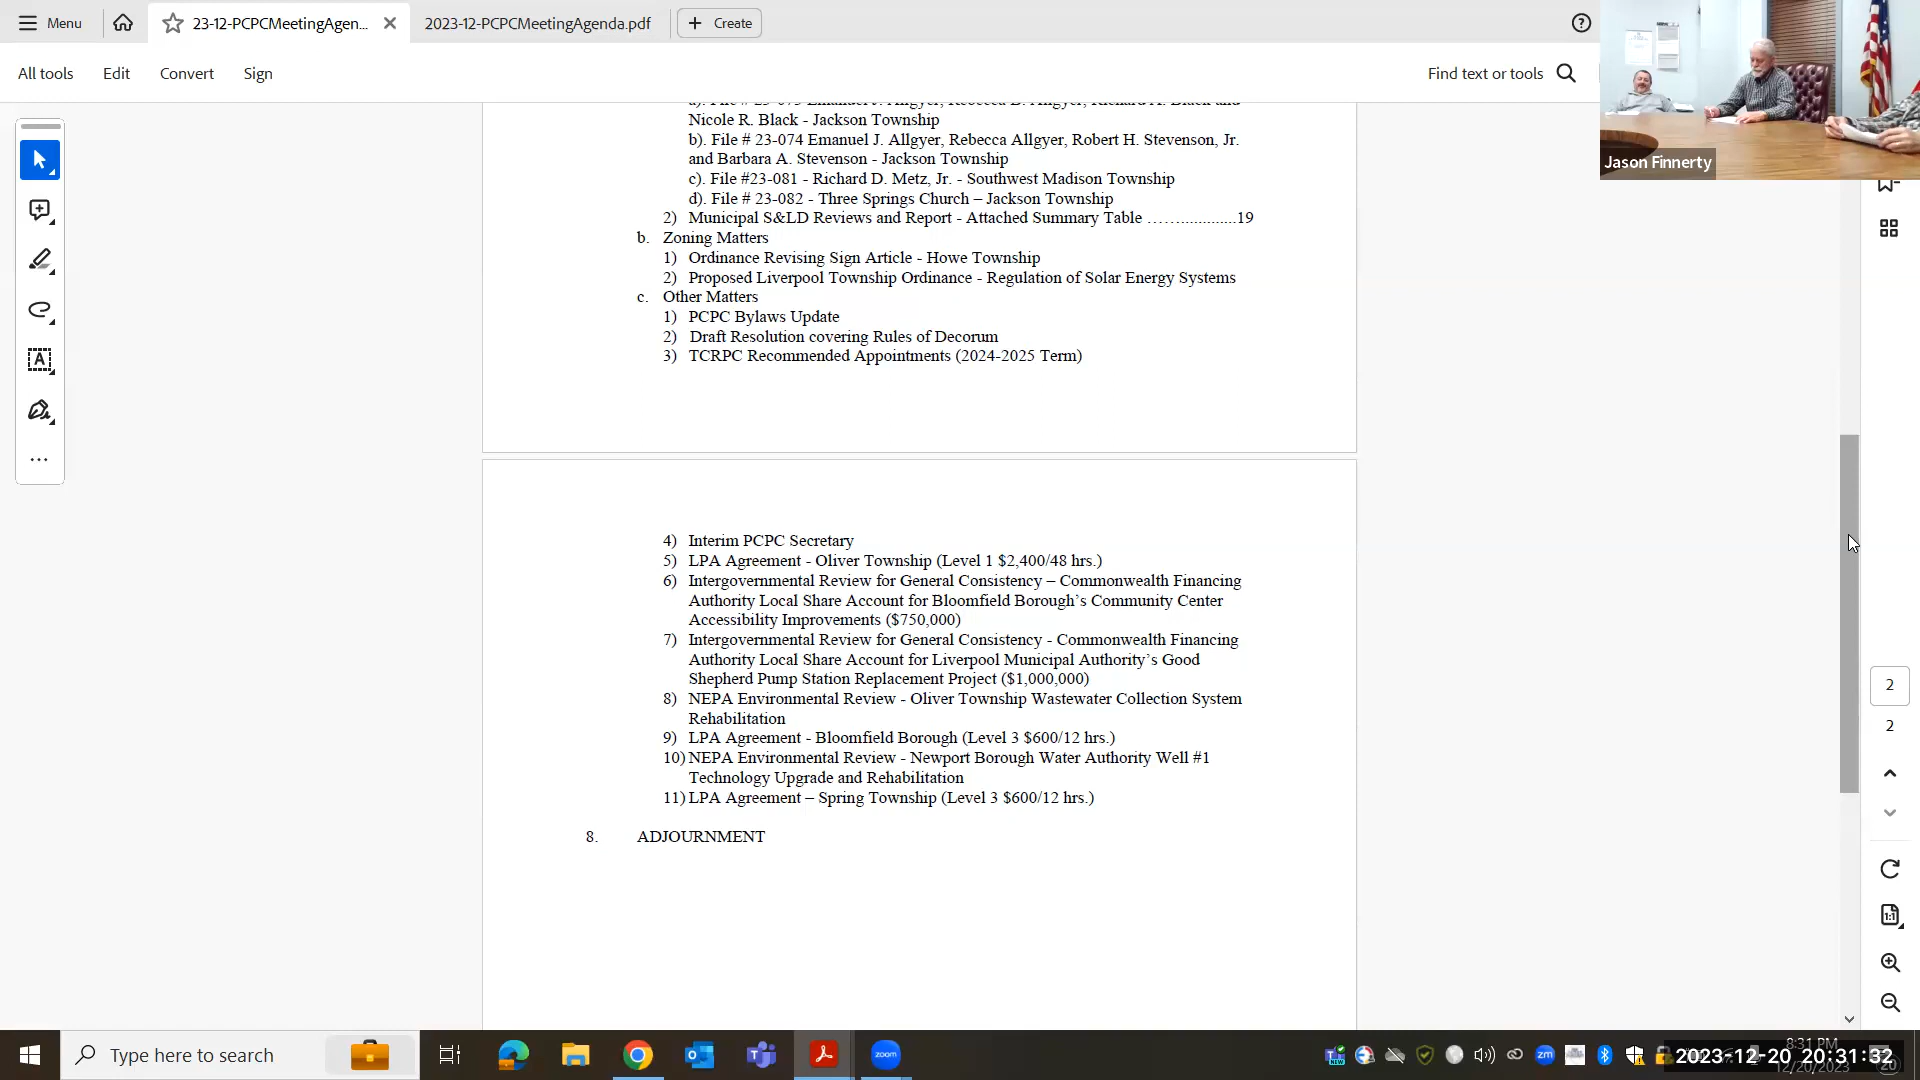 Menu
23-12-PCPCMeetingAgen...
2023-12-PCPCMeetingAgenda.pdf
Create
All tools
Edit
Convert
Sign
Find text or tools
Jason Finnerty
Nicole R. Black - Jackson Township
b). File # 23-074 Emanuel J. Allgyer, Rebecca Allgyer, Robert H. Stevenson, Jr.
and Barbara A. Stevenson - Jackson Township
c). File #23-081 - Richard D. Metz, Jr. - Southwest Madison Township
d). File # 23-082 - Three Springs Church – Jackson Township
2) Municipal S&LD Reviews and Report - Attached Summary Table ……..............19
b. Zoning Matters
1) Ordinance Revising Sign Article - Howe Township
2) Proposed Liverpool Township Ordinance - Regulation of Solar Energy Systems
c. Other Matters
1) PCPC Bylaws Update
2) Draft Resolution covering Rules of Decorum
3) TCRPC Recommended Appointments (2024-2025 Term)
4) Interim PCPC Secretary
5) LPA Agreement - Oliver Township (Level 1 $2,400/48 hrs.)
6) Intergovernmental Review for General Consistency – Commonwealth Financing
Authority Local Share Account for Bloomfield Borough’s Community Center
Accessibility Improvements ($750,000)
7) Intergovernmental Review for General Consistency - Commonwealth Financing
Authority Local Share Account for Liverpool Municipal Authority’s Good
Shepherd Pump Station Replacement Project ($1,000,000)
8) NEPA Environmental Review - Oliver Township Wastewater Collection System
Rehabilitation
9) LPA Agreement - Bloomfield Borough (Level 3 $600/12 hrs.)
10) NEPA Environmental Review - Newport Borough Water Authority Well #1
Technology Upgrade and Rehabilitation
11) LPA Agreement – Spring Township (Level 3 $600/12 hrs.)
8. ADJOURNMENT
2
2
Type here to search
zoom
zm
8:31 PM
2023-12-20 20:31:32
12/20/2023